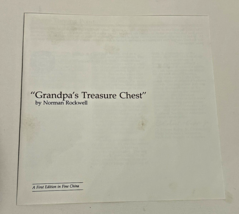 "Grandpa's Treasure Chest"
by Norman Rockwell
A First Edition in Fine China